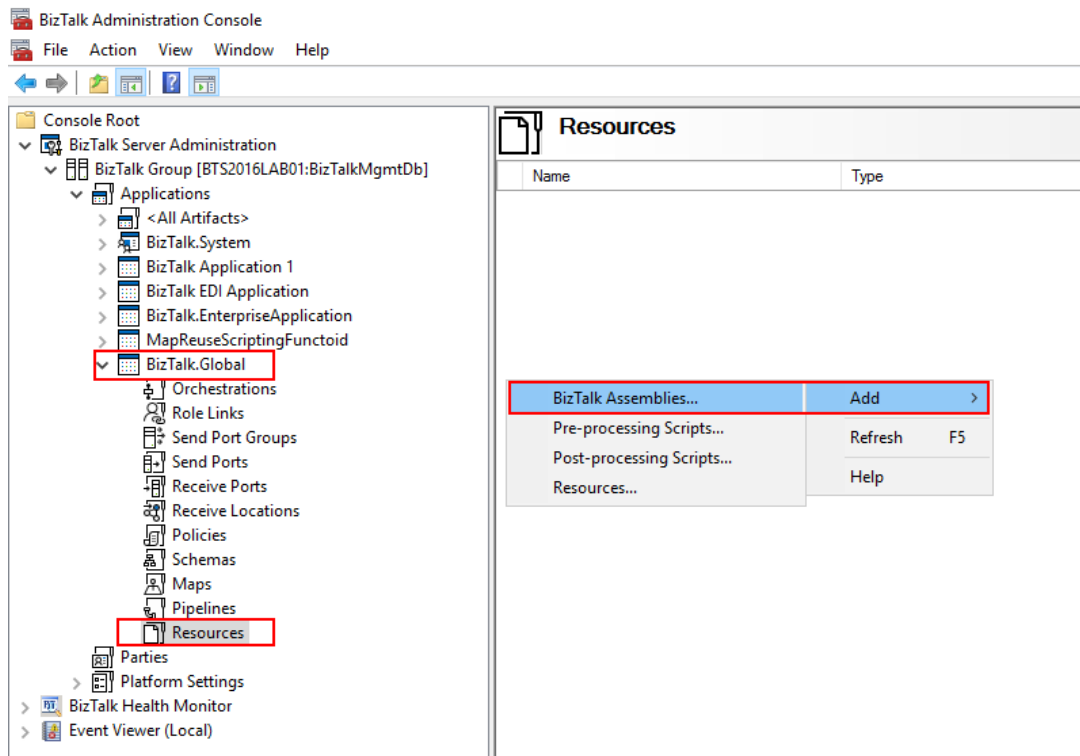 BizTalk Administration Console
File Action View Window Help
Console Root
BizTalk Server Administration
BizTalk Group [BTS2016LAB01:BizTalkMgmtDb]
Applications
<All Artifacts>
BizTalk.System
BizTalk Application 1
BizTalk EDI Application
BizTalk.EnterpriseApplication
MapReuseScriptingFunctoid
BizTalk.Global
Orchestrations
Role Links
Send Port Groups
Send Ports
Receive Ports
Receive Locations
Policies
Schemas
Maps
Pipelines
Resources
Parties
Platform Settings
BizTalk Health Monitor
Event Viewer (Local)
Resources
Name Type
BizTalk Assemblies...
Pre-processing Scripts...
Post-processing Scripts...
Resources...
Add
Refresh F5
Help